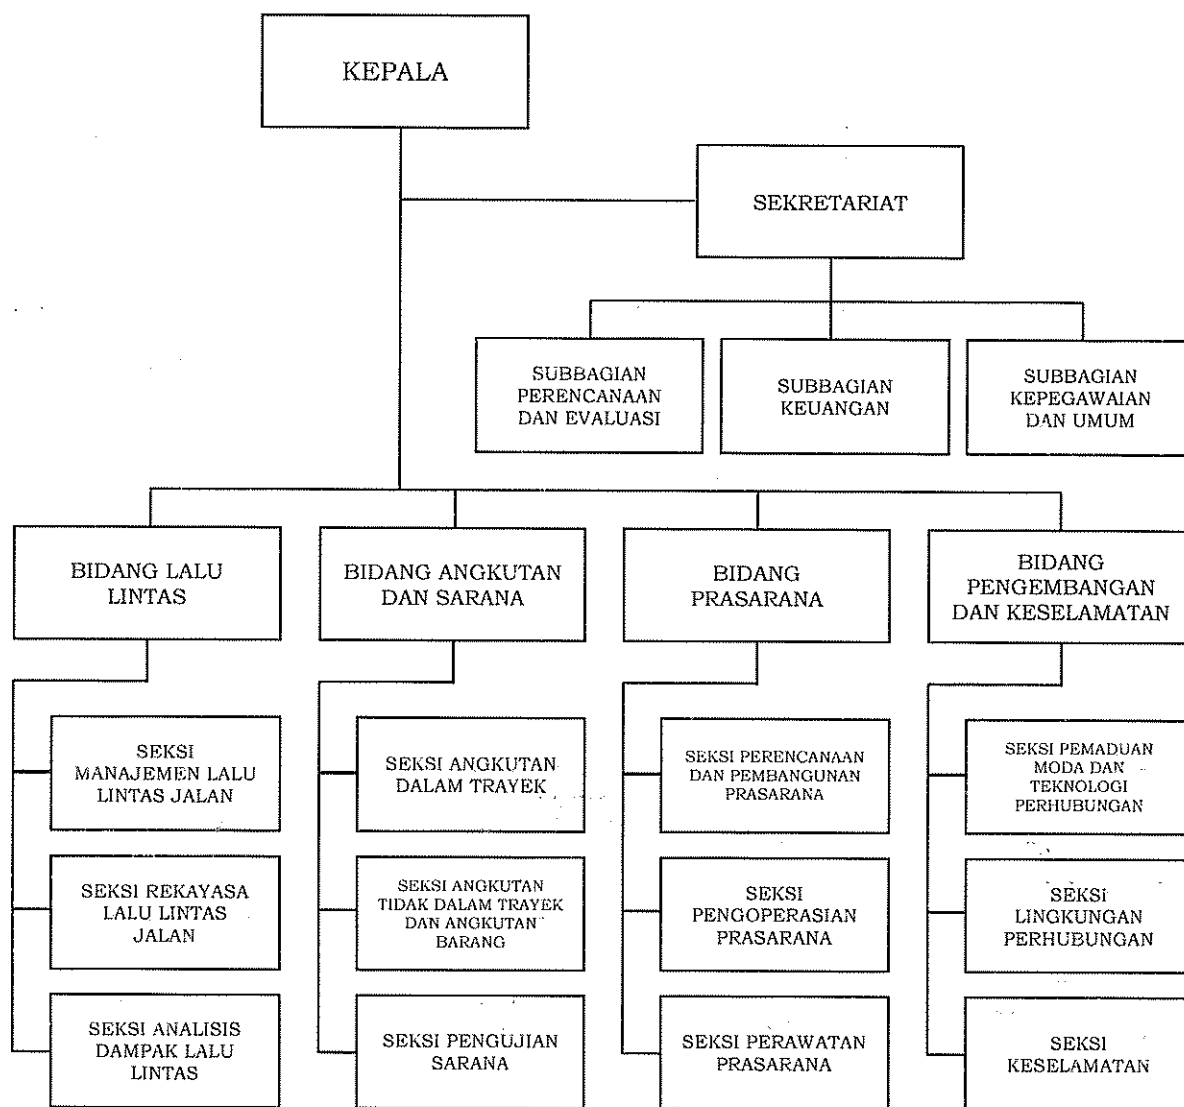 KEPALA
SEKRETARIAT
SUBBAGIAN
PERENCANAAN
DAN EVALUASI
SUBBAGIAN
KEUANGAN
SUBBAGIAN
KEPEGAWAIAN
DAN UMUM
BIDANG LALU
LINTAS
BIDANG ANGKUTAN
DAN SARANA
BIDANG
PRASARANA
BIDANG
PENGEMBANGAN
DAN KESELAMATAN
SEKSI
MANAJEMEN LALU
LINTAS JALAN
SEKSI ANGKUTAN
DALAM TRAYEK
SEKSI PERENCANAAN
DAN PEMBANGUNAN
PRASARANA
SEKSI PEMADUAN
MODA DAN
TEKNOLOGI
PERHUBUNGAN
SEKSI REKAYASA
LALU LINTAS
JALAN
SEKSI ANGKUTAN
TIDAK DALAM TRAYEK
DAN ANGKUTAN
BARANG
SEKSI
PENGOPERASIAN
PRASARANA
SEKSI
LINGKUNGAN
PERHUBUNGAN
SEKSI ANALISIS
DAMPAK LALU
LINTAS
SEKSI PENGUJIAN
SARANA
SEKSI PERAWATAN
PRASARANA
SEKSI
KESELAMATAN